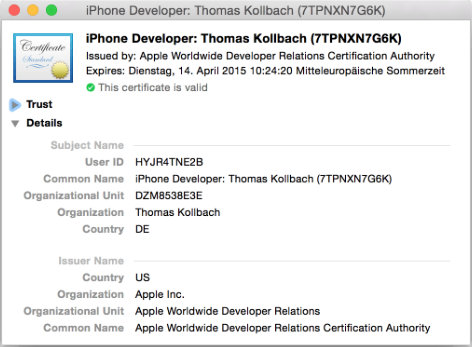 iPhone Developer: Thomas Kollbach (7TPNXN7G6K)
Certificate
Standard
iPhone Developer: Thomas Kollbach (7TPNXN7G6K)
Issued by: Apple Worldwide Developer Relations Certification Authority
Expires: Dienstag, 14. April 2015 10:24:20 Mitteleuropäische Sommerzeit
This certificate is valid
Trust
Details
Subject Name
User ID HYJR4TNE2B
Common Name iPhone Developer: Thomas Kollbach (7TPNXN7G6K)
Organizational Unit DZM8538E3E
Organization Thomas Kollbach
Country DE
Issuer Name
Country US
Organization Apple Inc.
Organizational Unit Apple Worldwide Developer Relations
Common Name Apple Worldwide Developer Relations Certification Authority